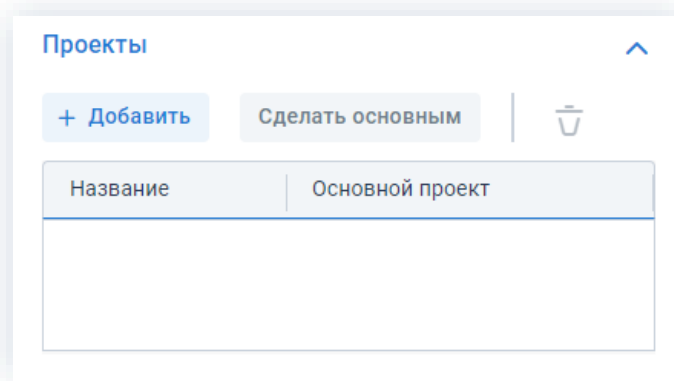 Проекты
+ Добавить Сделать основным
Название Основной проект